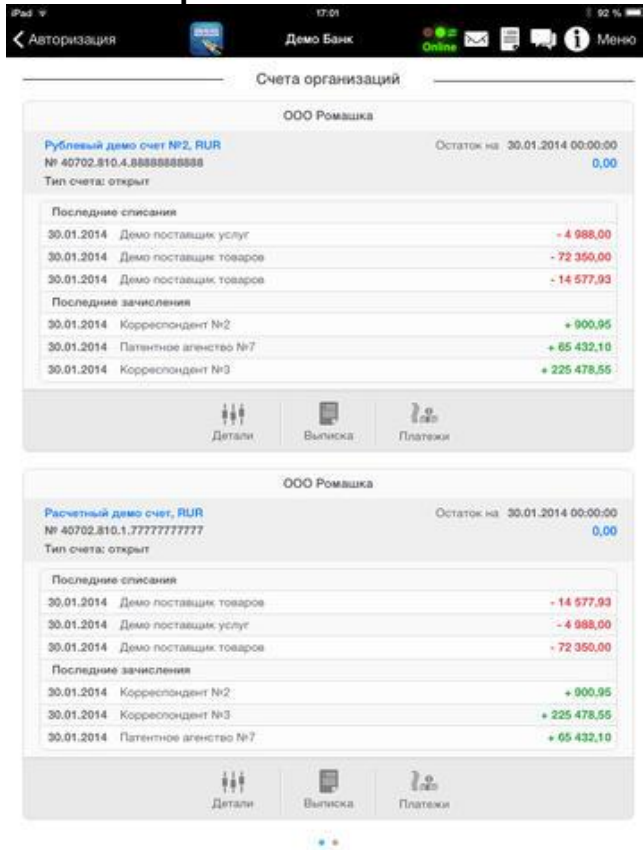 iPad 17:01 92 %
Авторизация Демо Банк Online Меню
Счета организаций
ООО Ромашка
Рублевый демо счет №2, RUR Остаток на 30.01.2014 00:00:00
№ 40702.810.4.88888888888 0,00
Тип счета: открыт
Последние списания
30.01.2014 Демо поставщик услуг - 4 988,00
30.01.2014 Демо поставщик товаров - 72 350,00
30.01.2014 Демо поставщик товаров - 14 577,93
Последние зачисления
30.01.2014 Корреспондент №2 + 900,95
30.01.2014 Патентное агенство №7 + 65 432,10
30.01.2014 Корреспондент №3 + 225 478,55
Детали Выписка Платежи
ООО Ромашка
Расчетный демо счет, RUR Остаток на 30.01.2014 00:00:00
№ 40702.810.1.77777777777 0,00
Тип счета: открыт
Последние списания
30.01.2014 Демо поставщик товаров - 14 577,93
30.01.2014 Демо поставщик услуг - 4 988,00
30.01.2014 Демо поставщик товаров - 72 350,00
Последние зачисления
30.01.2014 Корреспондент №2 + 900,95
30.01.2014 Корреспондент №3 + 225 478,55
30.01.2014 Патентное агенство №7 + 65 432,10
Детали Выписка Платежи